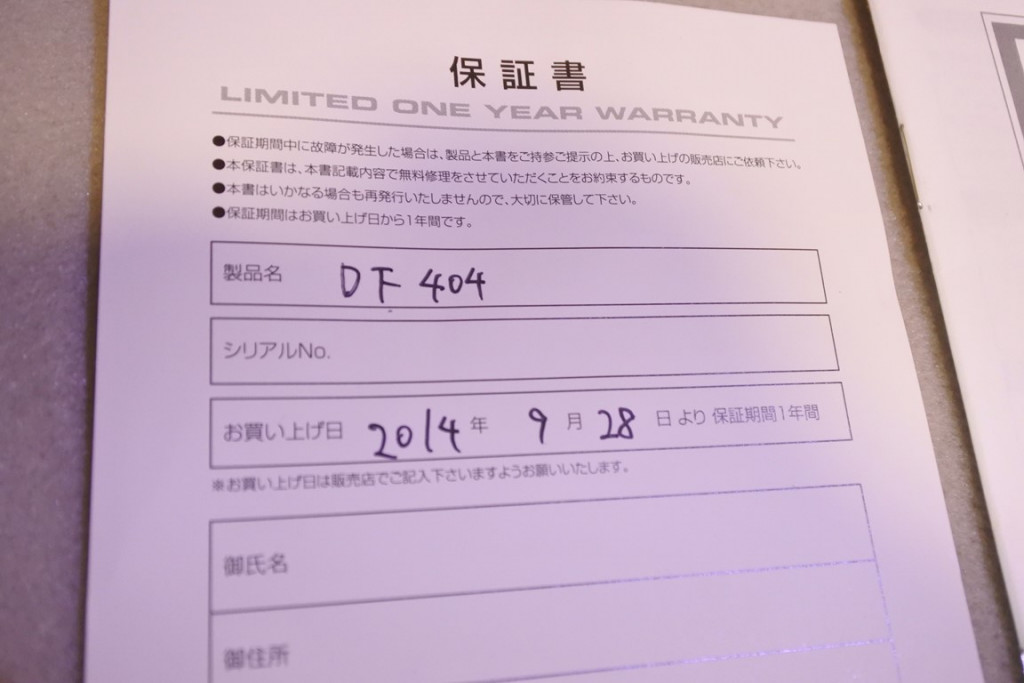 保証書
LIMITED ONE YEAR WARRANTY
●保証期間中に故障が発生した場合は、製品と本書をご持参ご提示の上、お買い上げの販売店にご依頼下さい。
●本保証書は、本書記載内容で無料修理をさせていただくことをお約束するものです。
●本書はいかなる場合も再発行いたしませんので、大切に保管して下さい。
●保証期間はお買い上げ日から1年間です。
製品名 DF 404
シリアルNo.
お買い上げ日 2014年 9月 28日より 保証期間1年間
※お買い上げ日は販売店でご記入下さいますようお願いいたします。
御氏名
御住所